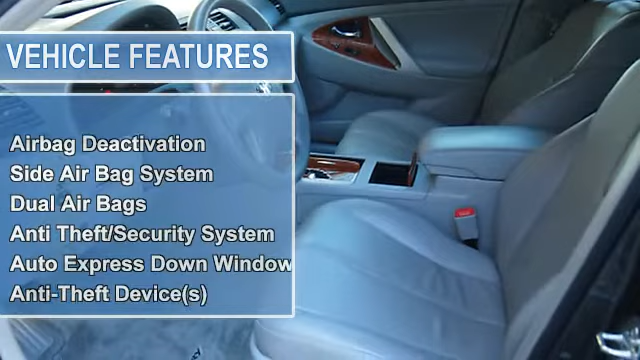 VEHICLE FEATURES
Airbag Deactivation
Side Air Bag System
Dual Air Bags
Anti Theft/Security System
Auto Express Down Window
Anti-Theft Device(s)